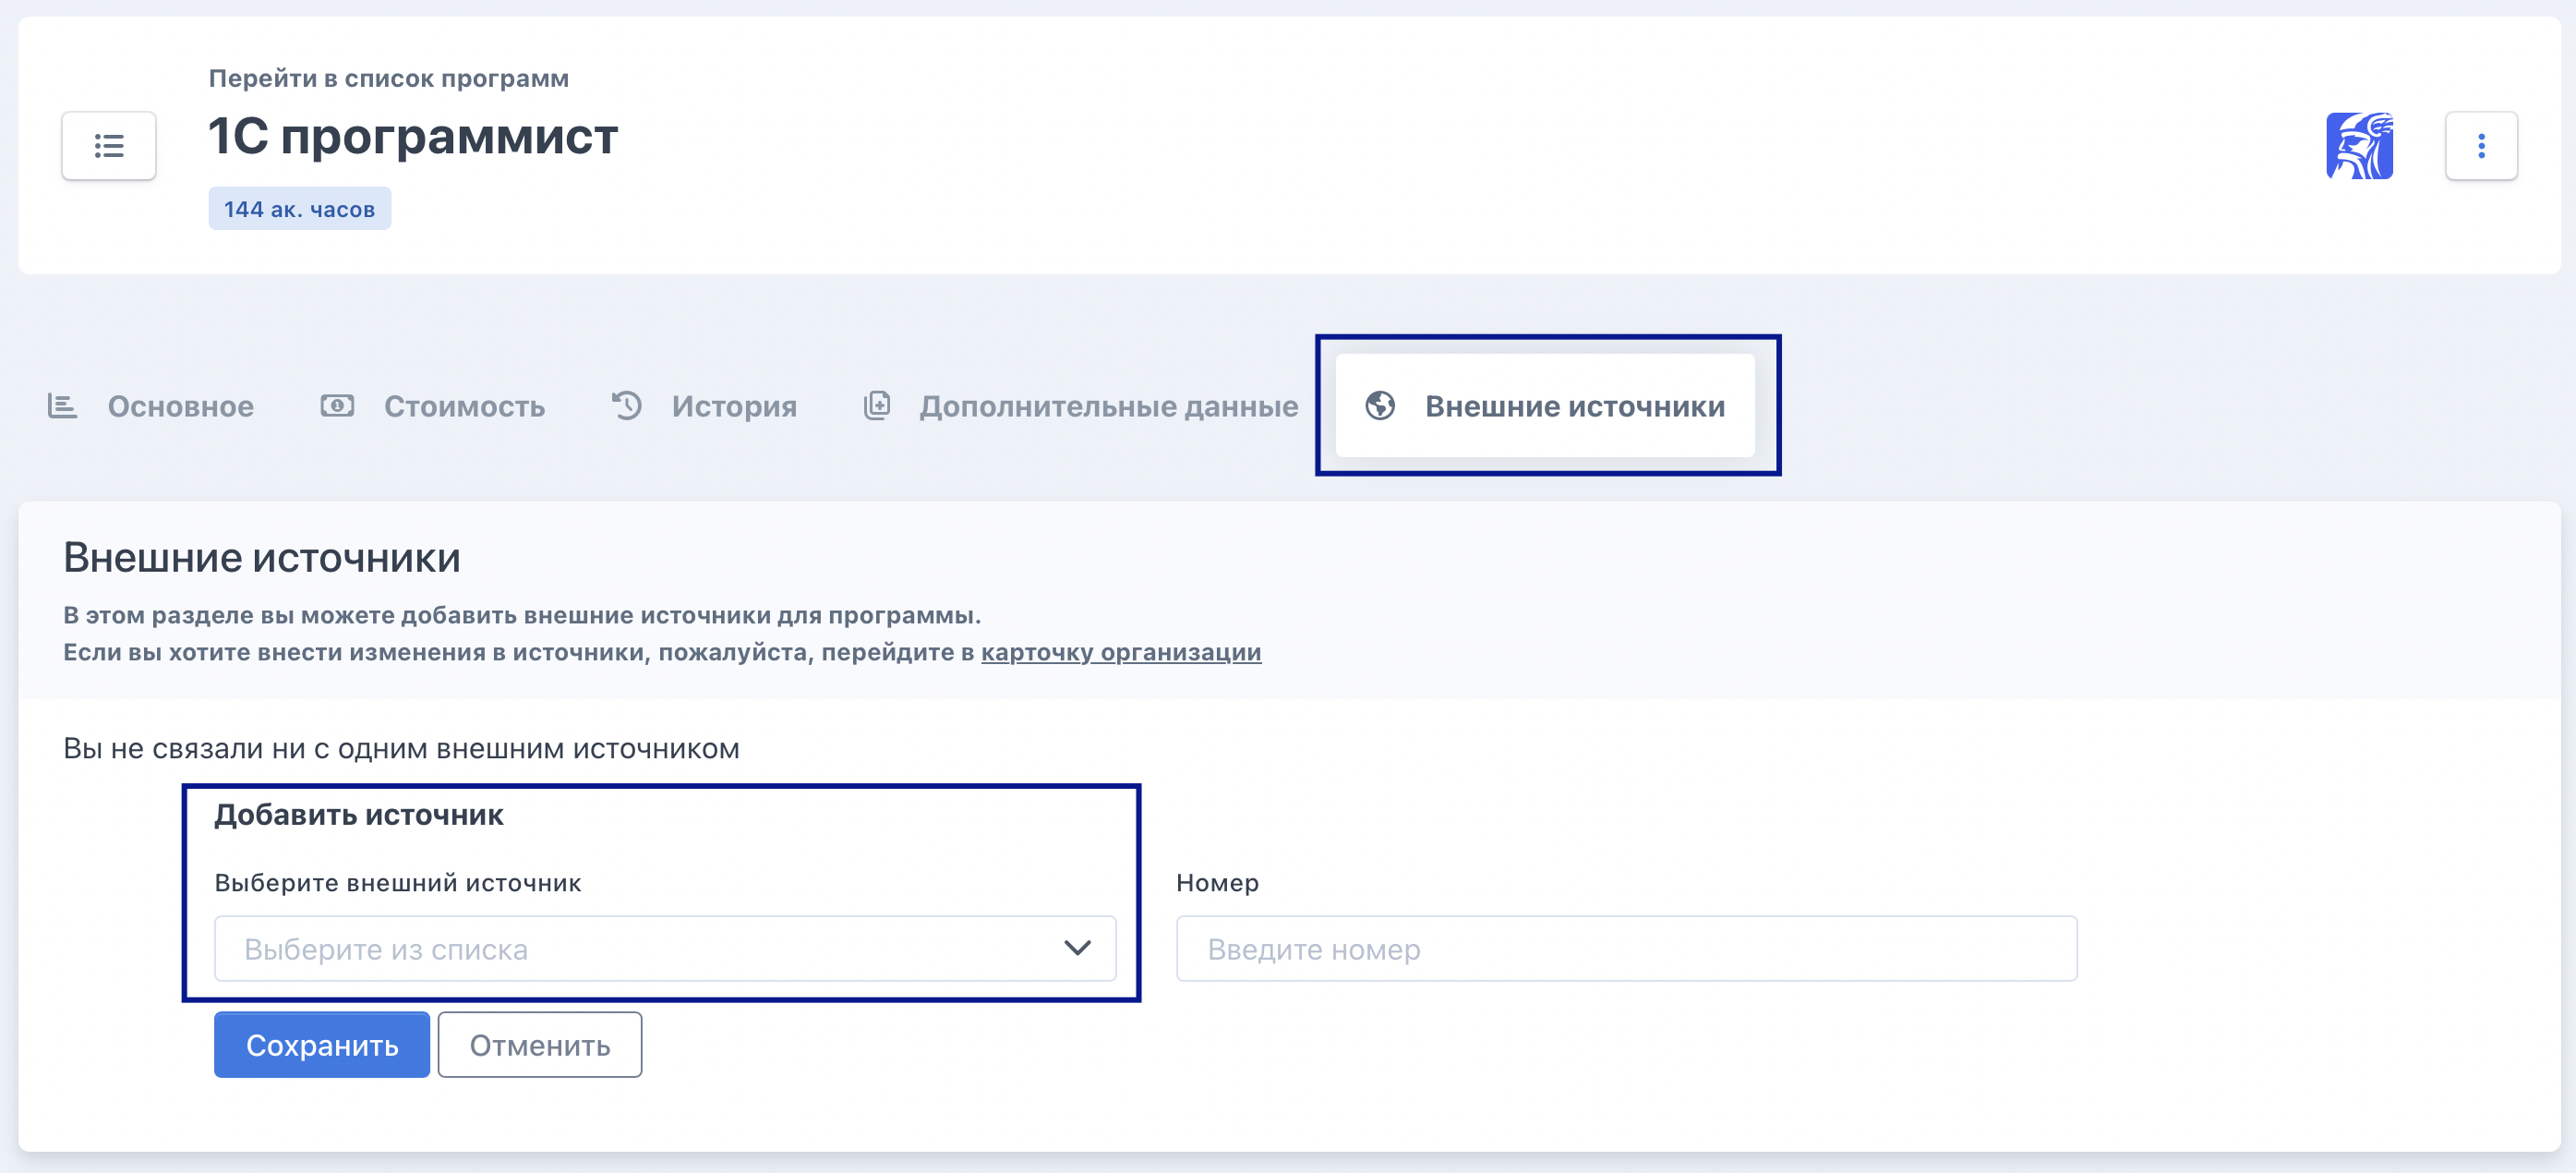 Перейти в список программ
1С программист
144 ак. часов
Основное
Стоимость
История
Дополнительные данные
Внешние источники
Внешние источники
В этом разделе вы можете добавить внешние источники для программы.
Если вы хотите внести изменения в источники, пожалуйста, перейдите в карточку организации
Вы не связали ни с одним внешним источником
Добавить источник
Выберите внешний источник
Номер
Выберите из списка
Введите номер
Сохранить
Отменить